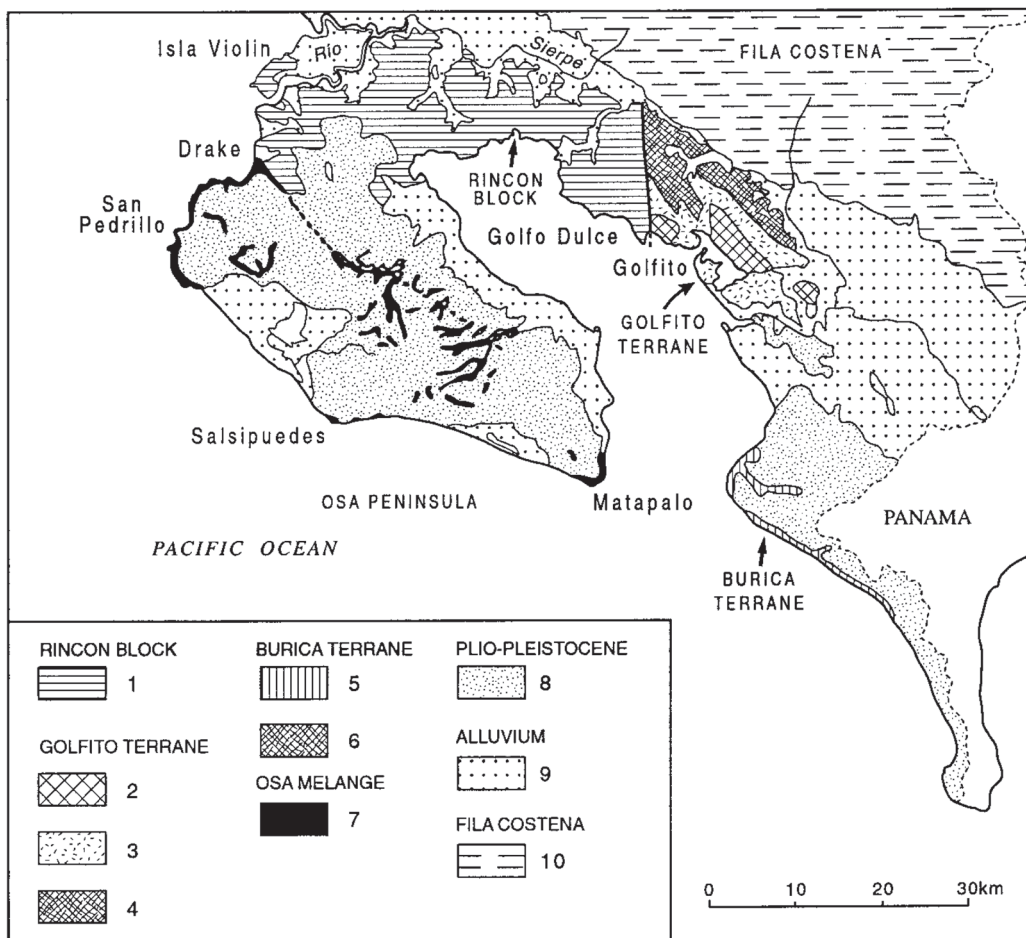 Isla Violin
Río
Sierpe
FILA COSTENA
Drake
San
Pedrillo
RINCON
BLOCK
Golfo Dulce
Golfito
GOLFITO
TERRANE
Salsipuedes
OSA PENINSULA
Matapalo
PANAMA
PACIFIC OCEAN
BURICA
TERRANE
RINCON BLOCK
1
GOLFITO TERRANE
2
3
4
BURICA TERRANE
5
6
OSA MELANGE
7
PLIO-PLEISTOCENE
8
ALLUVIUM
9
FILA COSTENA
10
0 10 20 30km